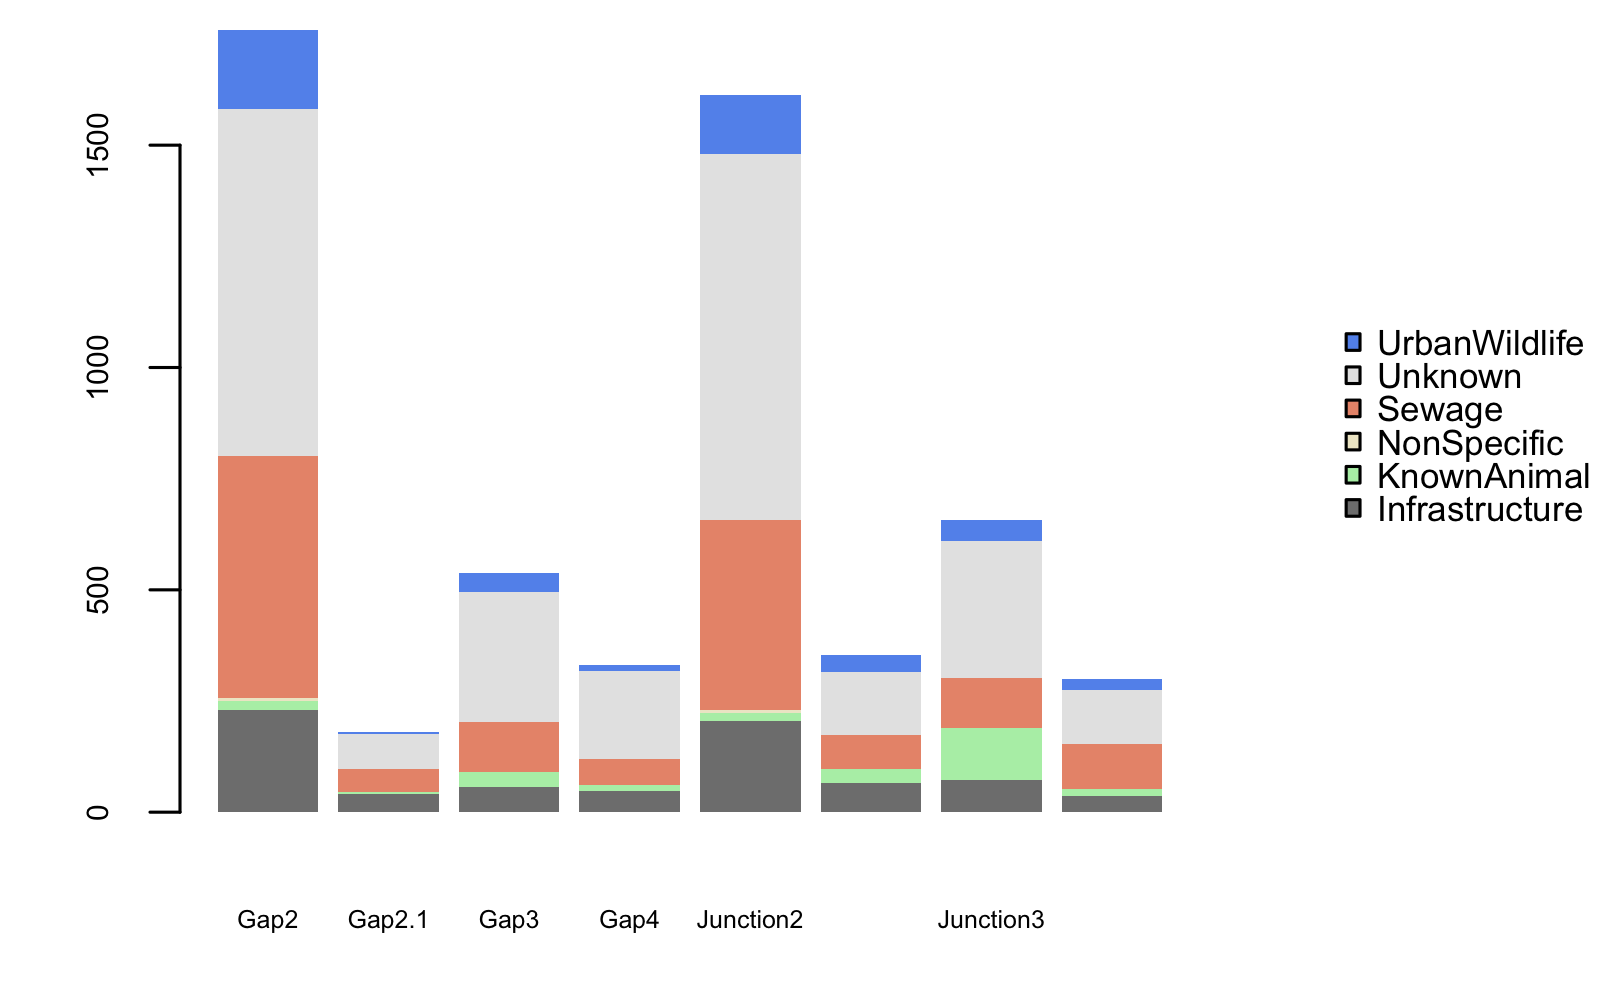 1500
1000
500
0
UrbanWildlife
Unknown
Sewage
NonSpecific
KnownAnimal
Infrastructure
Gap2 Gap2.1 Gap3 Gap4 Junction2 Junction3